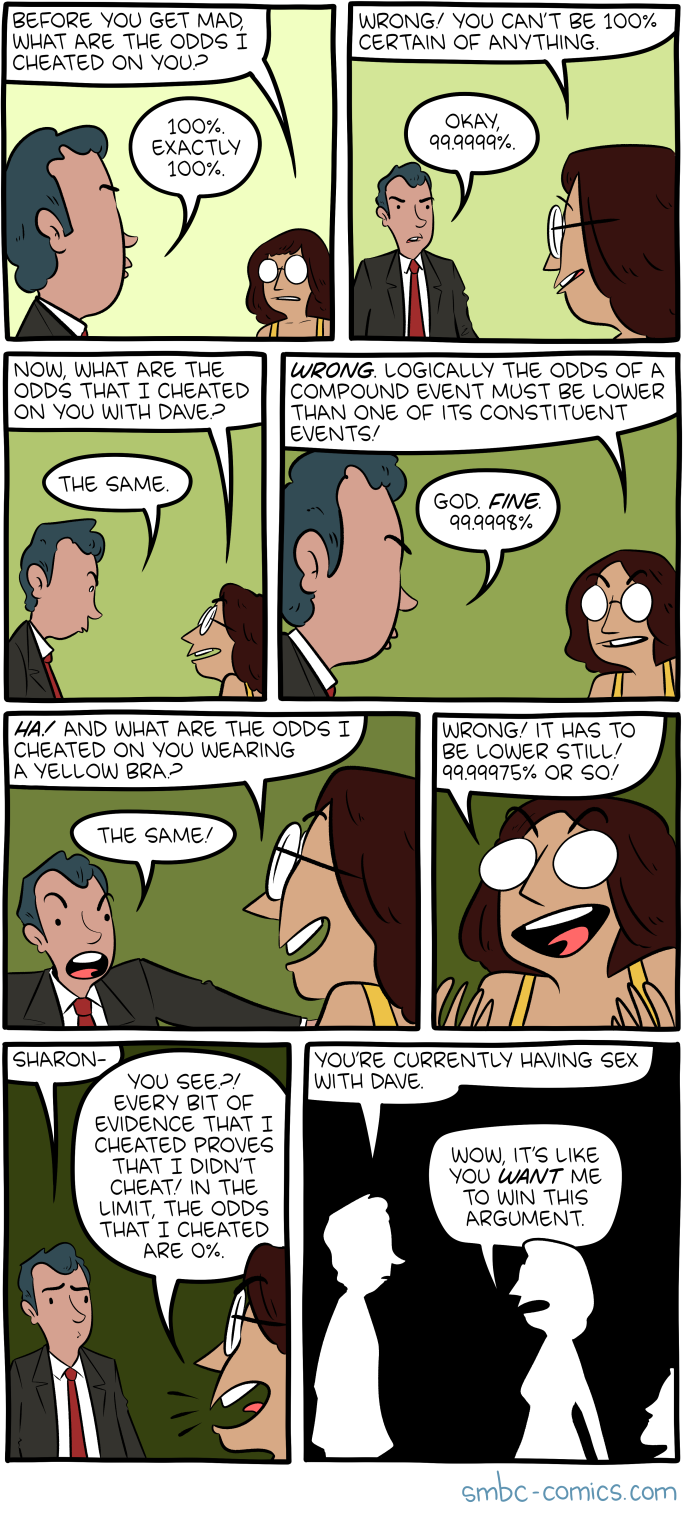 BEFORE YOU GET MAD,
WHAT ARE THE ODDS I
CHEATED ON YOU?
100%.
EXACTLY
100%.
WRONG! YOU CAN'T BE 100%
CERTAIN OF ANYTHING.
OKAY,
99.9999%.
NOW, WHAT ARE THE
ODDS THAT I CHEATED
ON YOU WITH DAVE?
THE SAME.
WRONG. LOGICALLY THE ODDS OF A
COMPOUND EVENT MUST BE LOWER
THAN ONE OF ITS CONSTITUENT
EVENTS!
GOD. FINE.
99.9998%
HA! AND WHAT ARE THE ODDS I
CHEATED ON YOU WEARING
A YELLOW BRA?
THE SAME!
WRONG! IT HAS TO
BE LOWER STILL!
99.99975% OR SO!
SHARON-
YOU SEE?!
EVERY BIT OF
EVIDENCE THAT I
CHEATED PROVES
THAT I DIDN'T
CHEAT! IN THE
LIMIT, THE ODDS
THAT I CHEATED
ARE 0%.
YOU'RE CURRENTLY HAVING SEX
WITH DAVE.
WOW, IT'S LIKE
YOU WANT ME
TO WIN THIS
ARGUMENT.
smbc-comics.com